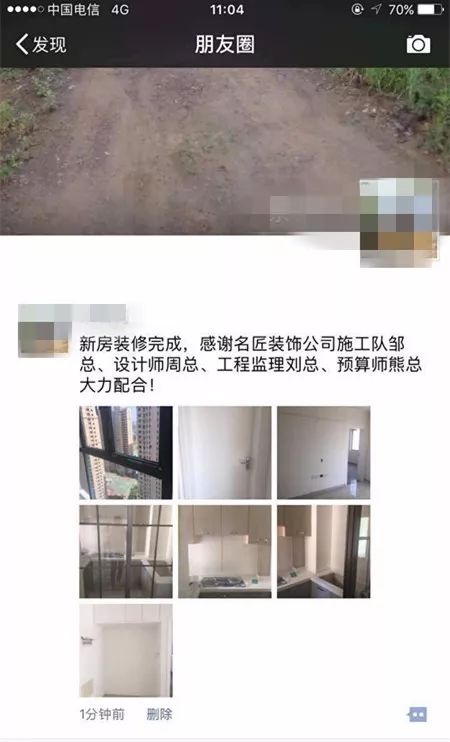 中国电信 4G 11:04 70%
发现 朋友圈
新房装修完成，感谢名匠装饰公司施工队邹
总、设计师周总、工程监理刘总、预算师熊总
大力配合！
1分钟前 删除